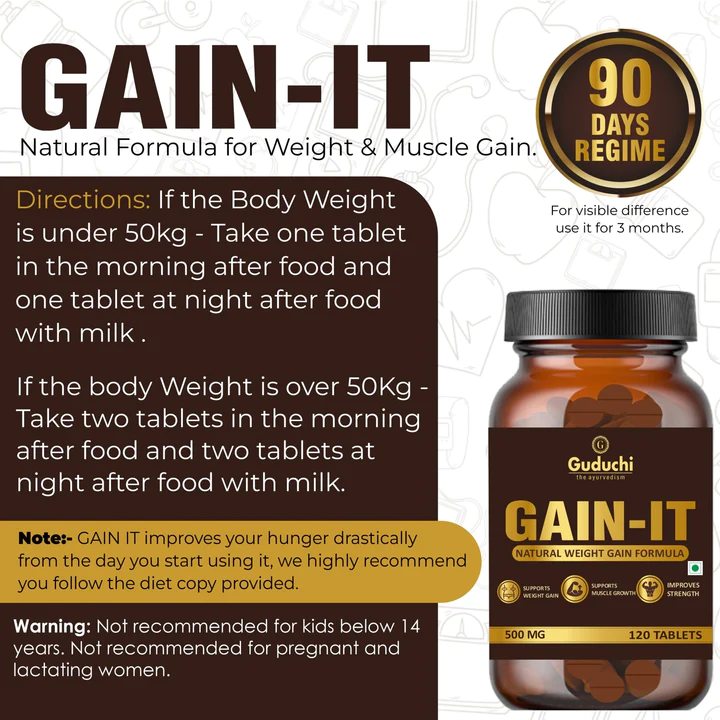 GAIN-IT
Natural Formula for Weight & Muscle Gain.
90
DAYS
REGIME
For visible difference
use it for 3 months.
Directions: If the Body Weight
is under 50kg - Take one tablet
in the morning after food and
one tablet at night after food
with milk .
If the body Weight is over 50Kg -
Take two tablets in the morning
after food and two tablets at
night after food with milk.
Note:- GAIN IT improves your hunger drastically
from the day you start using it, we highly recommend
you follow the diet copy provided.
Warning: Not recommended for kids below 14
years. Not recommended for pregnant and
lactating women.
G
Guduchi
the ayurvedism
GAIN-IT
NATURAL WEIGHT GAIN FORMULA
SUPPORTS
WEIGHT GAIN
SUPPORTS
MUSCLE GROWTH
IMPROVES
STRENGTH
500 MG
120 TABLETS